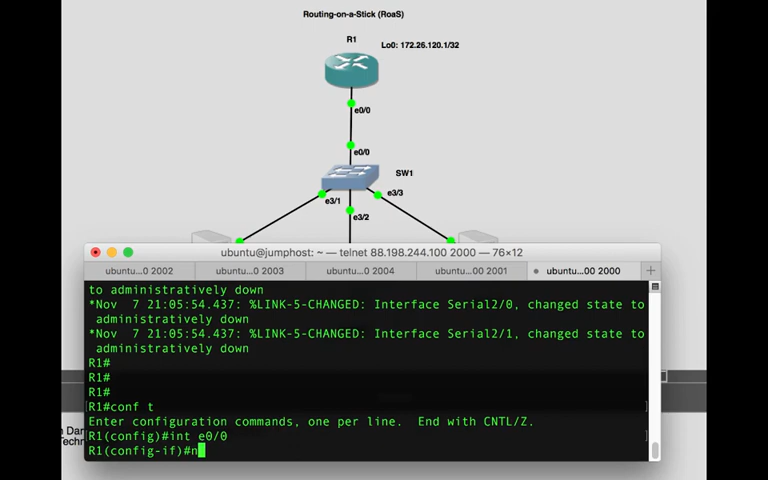 Routing-on-a-Stick (RoaS)
R1
Lo0: 172.26.120.1/32
e0/0
e0/0
SW1
e3/3
e3/1
e3/2
ubuntu@jumphost: ~ — telnet 88.198.244.100 2000 — 76×12
ubuntu...0 2002
ubuntu...0 2003
ubuntu...0 2004
ubuntu...00 2001
ubuntu...00 2000
to administratively down
*Nov  7 21:05:54.437: %LINK-5-CHANGED: Interface Serial2/0, changed state to
administratively down
*Nov  7 21:05:54.437: %LINK-5-CHANGED: Interface Serial2/1, changed state to
administratively down
R1#
R1#
R1#
R1#conf t
Enter configuration commands, one per line.  End with CNTL/Z.
R1(config)#int e0/0
R1(config-if)#n